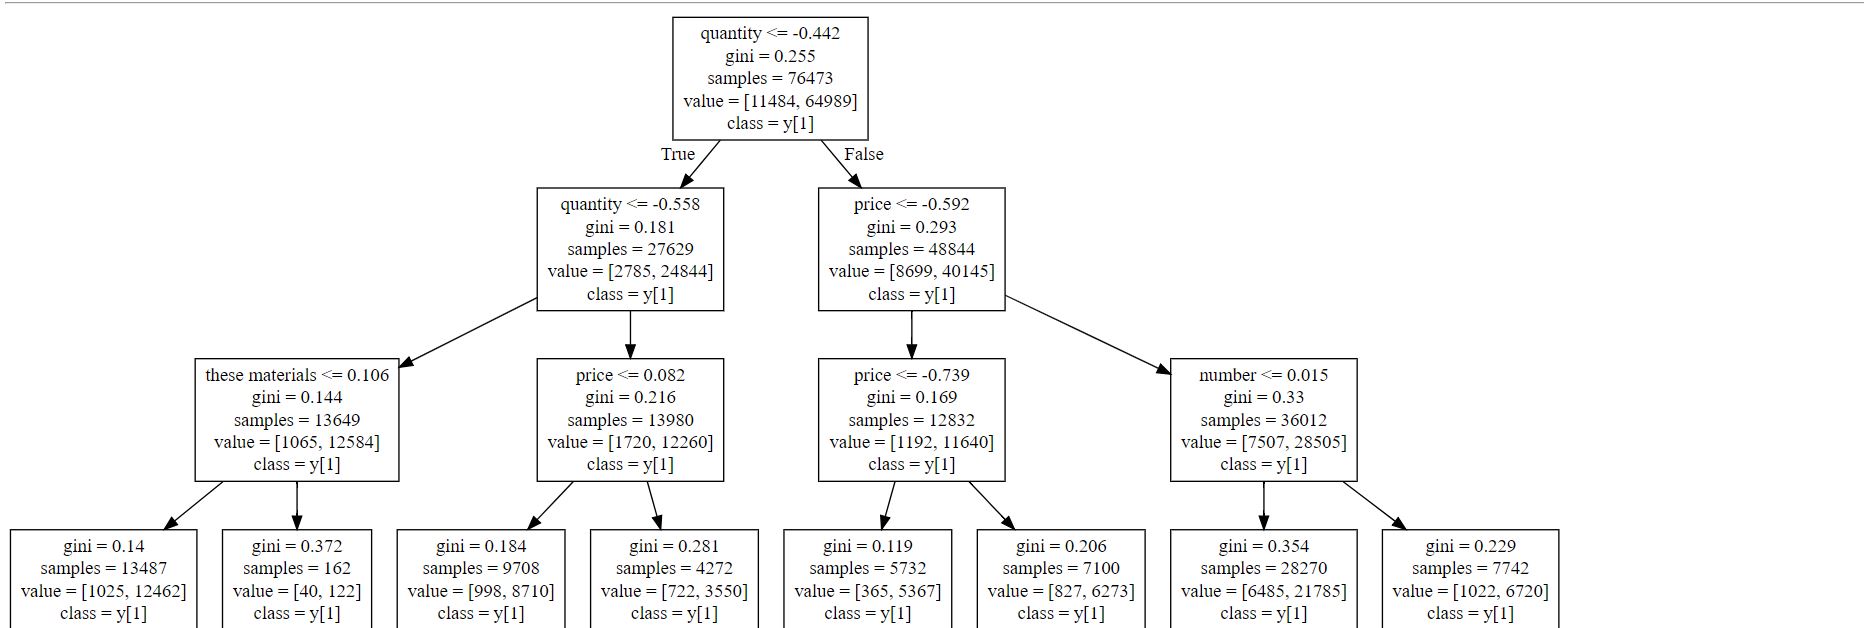 quantity <= -0.442
gini = 0.255
samples = 76473
value = [11484, 64989]
class = y[1]
True
False
quantity <= -0.558
gini = 0.181
samples = 27629
value = [2785, 24844]
class = y[1]
price <= -0.592
gini = 0.293
samples = 48844
value = [8699, 40145]
class = y[1]
these materials <= 0.106
gini = 0.144
samples = 13649
value = [1065, 12584]
class = y[1]
price <= 0.082
gini = 0.216
samples = 13980
value = [1720, 12260]
class = y[1]
price <= -0.739
gini = 0.169
samples = 12832
value = [1192, 11640]
class = y[1]
number <= 0.015
gini = 0.33
samples = 36012
value = [7507, 28505]
class = y[1]
gini = 0.14
samples = 13487
value = [1025, 12462]
class = y[1]
gini = 0.372
samples = 162
value = [40, 122]
class = y[1]
gini = 0.184
samples = 9708
value = [998, 8710]
class = y[1]
gini = 0.281
samples = 4272
value = [722, 3550]
class = y[1]
gini = 0.119
samples = 5732
value = [365, 5367]
class = y[1]
gini = 0.206
samples = 7100
value = [827, 6273]
class = y[1]
gini = 0.354
samples = 28270
value = [6485, 21785]
class = y[1]
gini = 0.229
samples = 7742
value = [1022, 6720]
class = y[1]